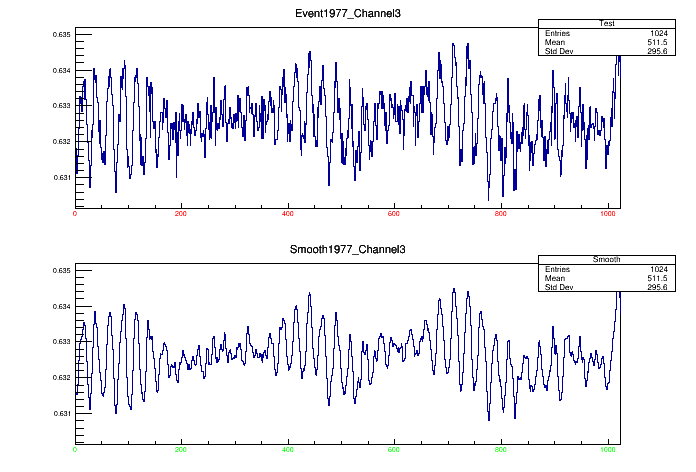 Event1977_Channel3
Test
Entries 1024
Mean 511.5
Std Dev 295.6
0.635
0.634
0.633
0.632
0.631
0 200 400 600 800 1000
Smooth1977_Channel3
Smooth
Entries 1024
Mean 511.5
Std Dev 295.6
0.635
0.634
0.633
0.632
0.631
0 200 400 600 800 1000